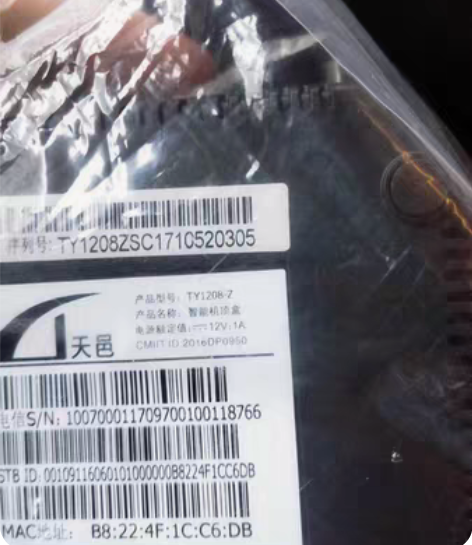 序列号: TY1208ZSC1710520305
产品型号: TY1208-Z
产品名称: 智能机顶盒
电源额定值: ⎓12V/1A
CMIIT ID 2016DP0950
天邑
电信S/N: 100700011709700100118766
STB ID: 00109116060101000000B8224F1CC6DB
MAC地址: B8:22:4F:1C:C6:DB